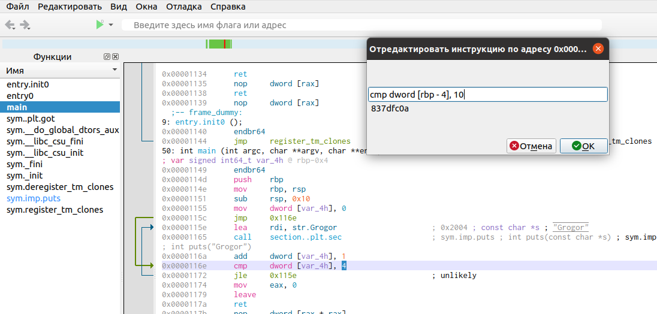 Файл Редактировать Вид Окна Отладка Справка
Введите здесь имя флага или адрес
Функции
Имя
entry.init0
entry0
main
sym.plt.got
sym.__do_global_dtors_aux
sym.__libc_csu_fini
sym.__libc_csu_init
sym._fini
sym._init
sym.deregister_tm_clones
sym.imp.puts
sym.register_tm_clones
0x00001134 ret
0x00001135 nop dword [rax]
0x00001139 nop dword [rax]
;-- frame_dummy:
9: entry.init0 ();
0x00001140 endbr64
0x00001144 jmp register_tm_clones
50: int main (int argc, char **argv, char **en
; var signed int64_t var_4h @ rbp-0x4
0x00001149 endbr64
0x0000114d push rbp
0x0000114e mov rbp, rsp
0x00001151 sub rsp, 0x10
0x00001155 mov dword [var_4h], 0
0x0000115c jmp 0x116e
0x0000115e lea rdi, str.Grogor ; 0x2004 ; const char *s ; "Grogor"
0x00001165 call section..plt.sec ; sym.imp.puts ; int puts(const char *s) ; sym.imp
; int puts("Grogor")
0x0000116a add dword [var_4h], 1
0x0000116e cmp dword [var_4h], 4
0x00001172 jle 0x115e ; unlikely
0x00001174 mov eax, 0
0x00001179 leave
0x0000117a ret
0x0000117b nop dword [rax + rax]
Отредактировать инструкцию по адресу 0x000...
cmp dword [rbp - 4], 10
837dfc0a
Отмена
OK
_tm_clones